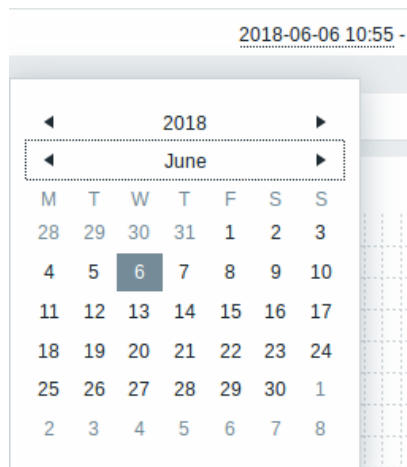 2018-06-06 10:55 -
◀ 2018 ▶
◀ June ▶
M T W T F S S
28 29 30 31 1 2 3
4 5 6 7 8 9 10
11 12 13 14 15 16 17
18 19 20 21 22 23 24
25 26 27 28 29 30 1
2 3 4 5 6 7 8